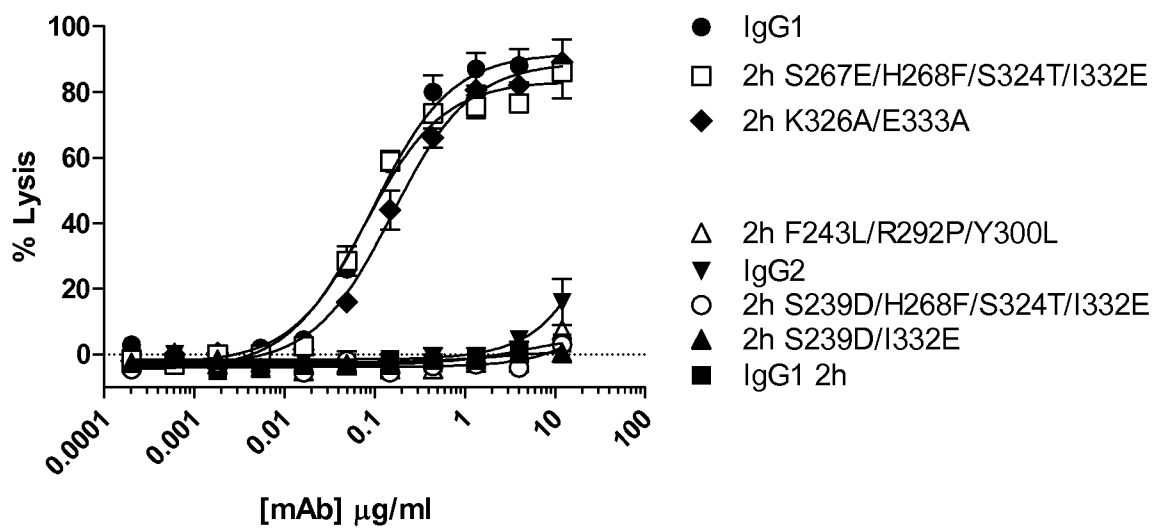 100
80
60
40
20
0
% Lysis
0.0001
0.001
0.01
0.1
1
10
100
[mAb] μg/ml
IgG1
2h S267E/H268F/S324T/I332E
2h K326A/E333A
2h F243L/R292P/Y300L
IgG2
2h S239D/H268F/S324T/I332E
2h S239D/I332E
IgG1 2h